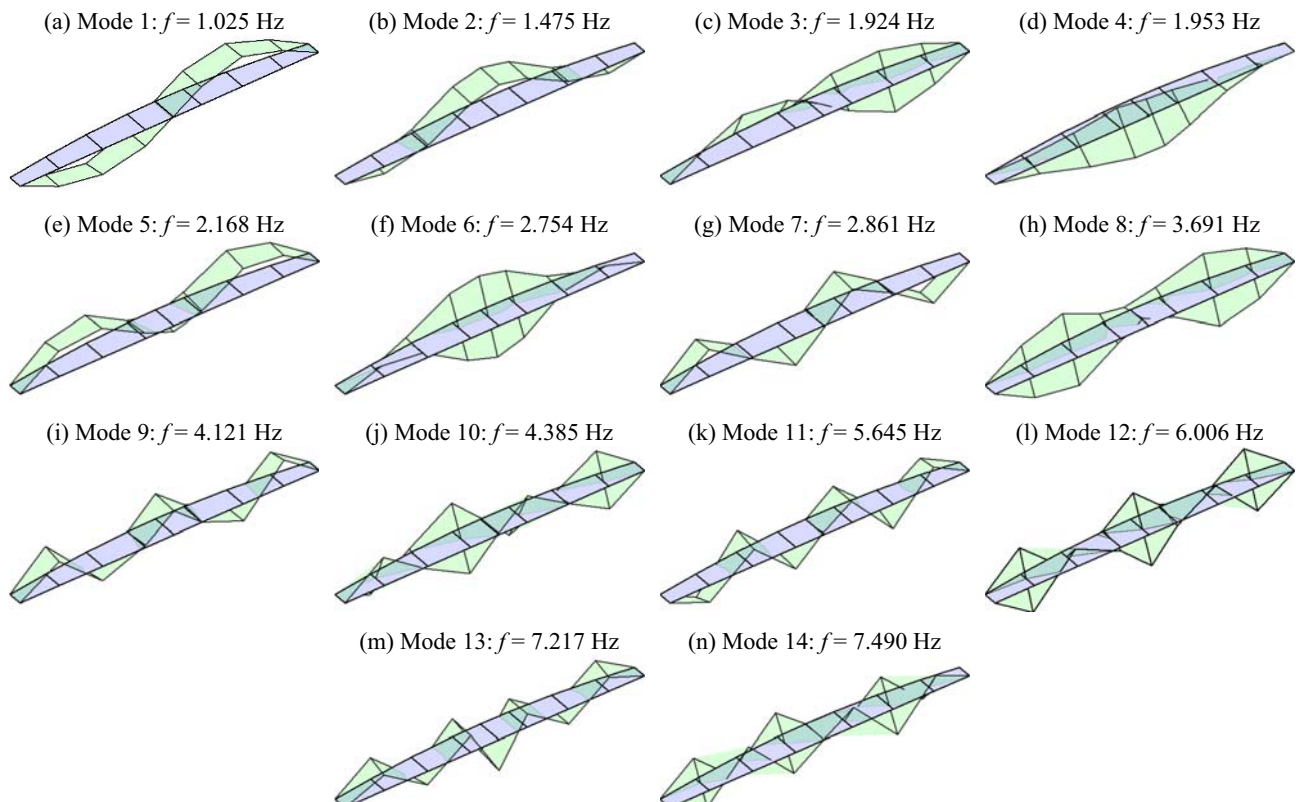 (a) Mode 1: f = 1.025 Hz
(b) Mode 2: f = 1.475 Hz
(c) Mode 3: f = 1.924 Hz
(d) Mode 4: f = 1.953 Hz
(e) Mode 5: f = 2.168 Hz
(f) Mode 6: f = 2.754 Hz
(g) Mode 7: f = 2.861 Hz
(h) Mode 8: f = 3.691 Hz
(i) Mode 9: f = 4.121 Hz
(j) Mode 10: f = 4.385 Hz
(k) Mode 11: f = 5.645 Hz
(l) Mode 12: f = 6.006 Hz
(m) Mode 13: f = 7.217 Hz
(n) Mode 14: f = 7.490 Hz